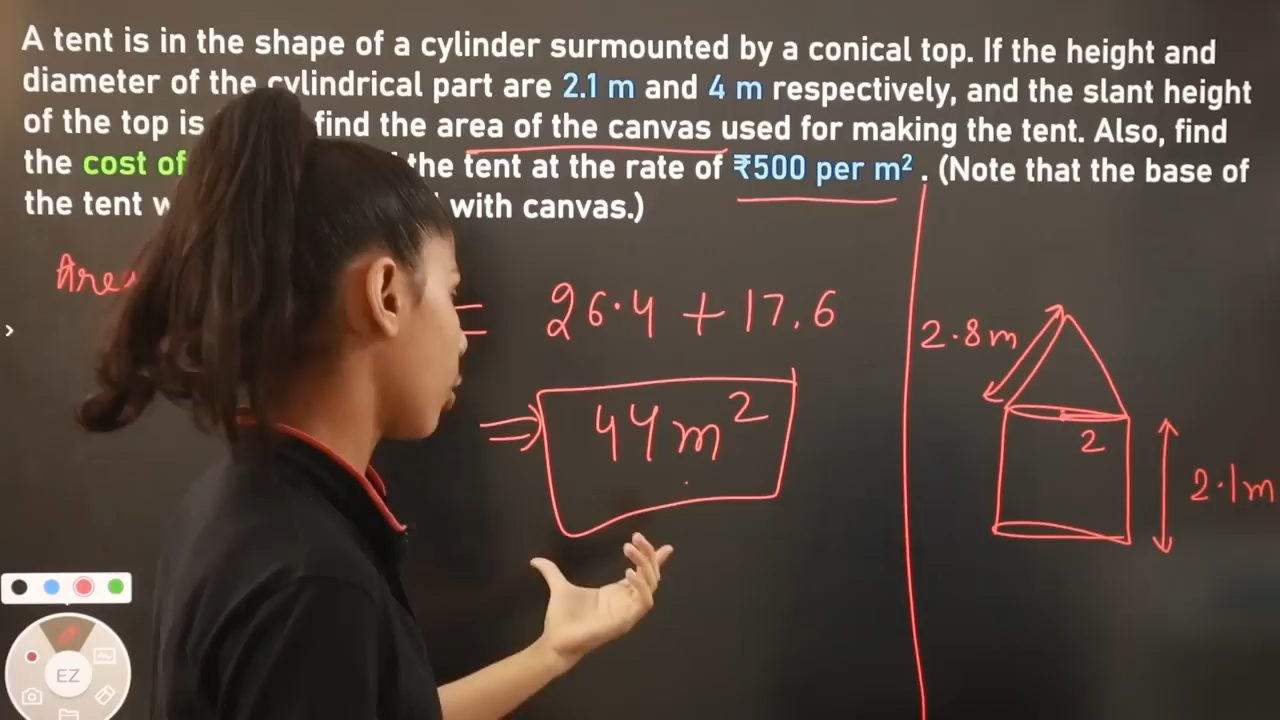 A tent is in the shape of a cylinder surmounted by a conical top. If the height and
diameter of the cylindrical part are 2.1 m and 4 m respectively, and the slant height
of the top is find the area of the canvas used for making the tent. Also, find
the cost of the tent at the rate of ₹500 per m². (Note that the base of
the tent with canvas.)
Area
= 26.4 + 17.6
⇒ 44 m²
2.8m
2
2.1m
EZ